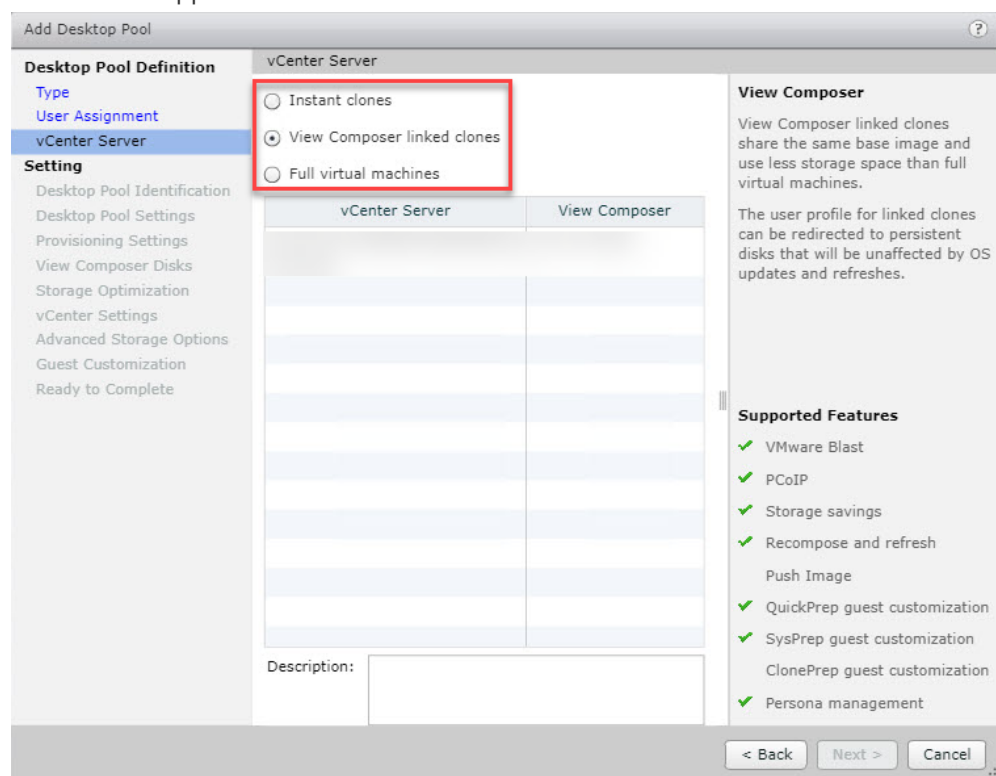 Add Desktop Pool
?
Desktop Pool Definition
Type
User Assignment
vCenter Server
Setting
Desktop Pool Identification
Desktop Pool Settings
Provisioning Settings
View Composer Disks
Storage Optimization
vCenter Settings
Advanced Storage Options
Guest Customization
Ready to Complete
vCenter Server
Instant clones
View Composer linked clones
Full virtual machines
vCenter Server View Composer
Description:
View Composer
View Composer linked clones
share the same base image and
use less storage space than full
virtual machines.
The user profile for linked clones
can be redirected to persistent
disks that will be unaffected by OS
updates and refreshes.
Supported Features
VMware Blast
PCoIP
Storage savings
Recompose and refresh
Push Image
QuickPrep guest customization
SysPrep guest customization
ClonePrep guest customization
Persona management
< Back Next > Cancel